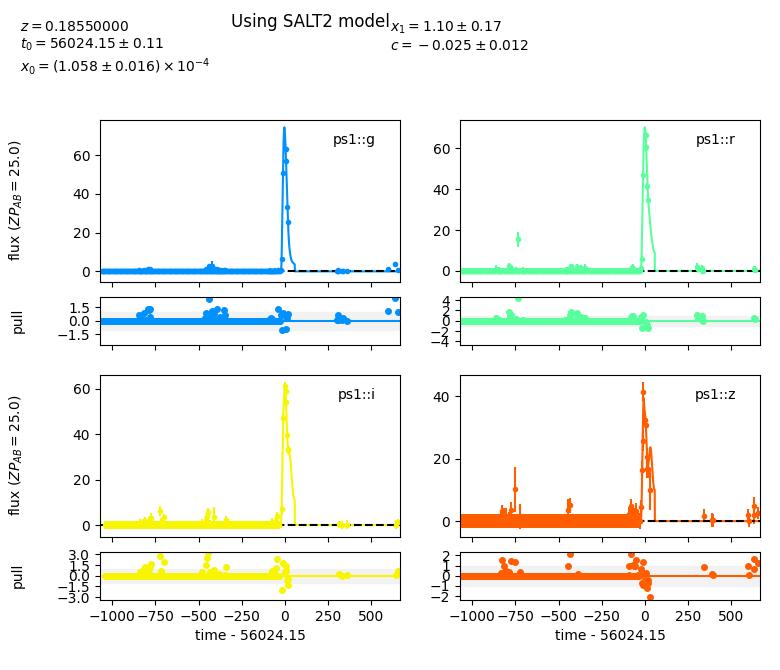 Using SALT2 model
z = 0.18550000
t0 = 56024.15 ± 0.11
x0 = (1.058 ± 0.016) × 10^-4
x1 = 1.10 ± 0.17
c = −0.025 ± 0.012
flux (ZP_AB = 25.0)
60
40
20
0
ps1::g
60
40
20
0
ps1::r
pull
1.5
0.0
−1.5
4
2
0
−2
−4
flux (ZP_AB = 25.0)
60
40
20
0
ps1::i
40
20
0
ps1::z
pull
3.0
1.5
0.0
−1.5
−3.0
2
1
0
−1
−2
−1000 −750 −500 −250 0 250 500
time - 56024.15
−1000 −750 −500 −250 0 250 500
time - 56024.15